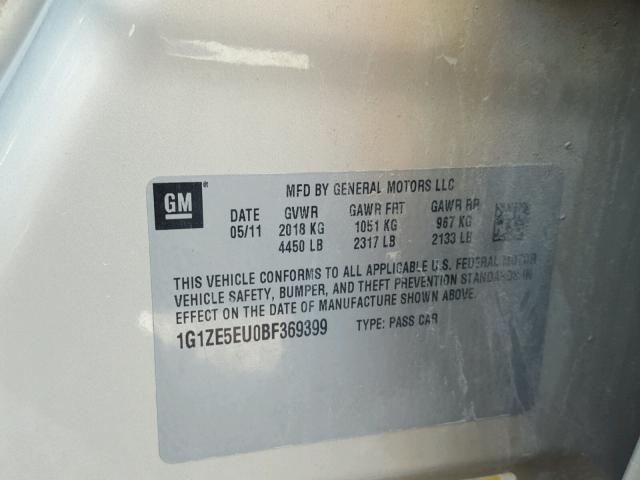 GM
MFD BY GENERAL MOTORS LLC
DATE GVWR GAWR FRT GAWR RR
05/11 2018 KG 1051 KG 967 KG
4450 LB 2317 LB 2133 LB
THIS VEHICLE CONFORMS TO ALL APPLICABLE U.S. FEDERAL MOTOR
VEHICLE SAFETY, BUMPER, AND THEFT PREVENTION STANDARDS IN
EFFECT ON THE DATE OF MANUFACTURE SHOWN ABOVE.
1G1ZE5EU0BF369399 TYPE: PASS CAR